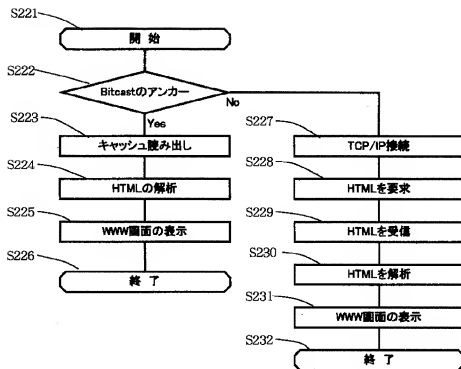 S221
開 始
S222
Bitcastのアンカー
No
Yes
S223
キャッシュ読み出し
S224
HTMLの解析
S225
WWW画面の表示
S226
終 了
S227
TCP/IP接続
S228
HTMLを要求
S229
HTMLを受信
S230
HTMLを解析
S231
WWW画面の表示
S232
終 了